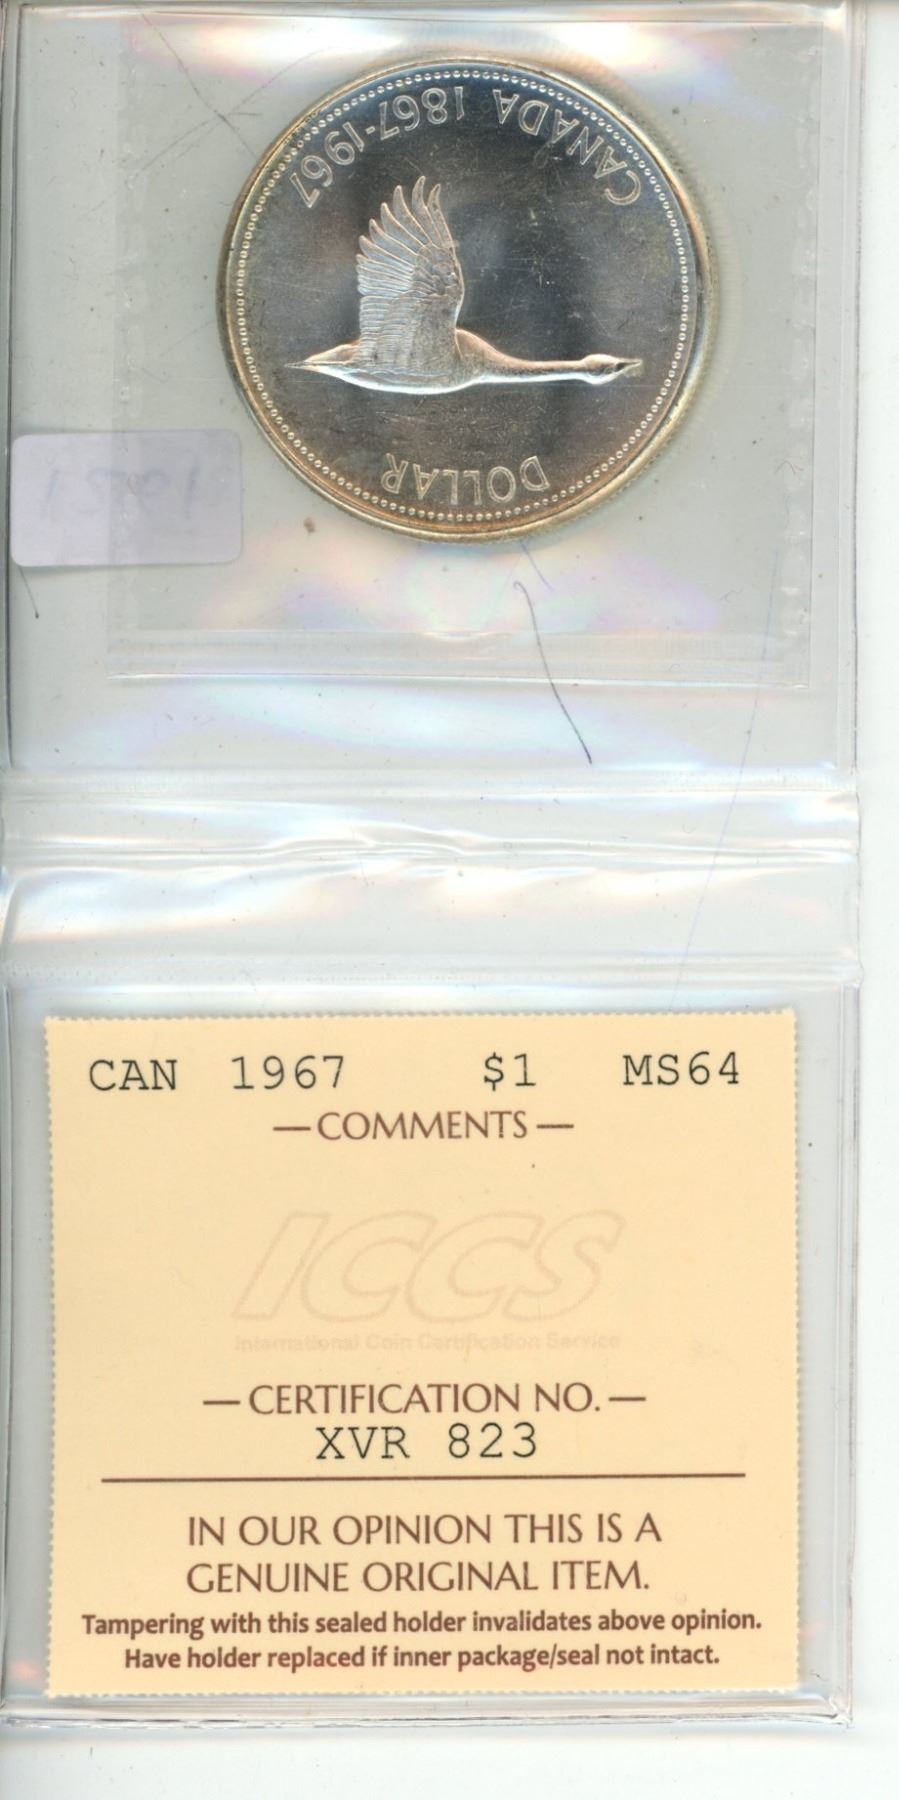 CANADA 1867-1967
DOLLAR
CAN 1967 $1 MS64
—COMMENTS—
ICCS
International Coin Certification Service
—CERTIFICATION NO.—
XVR 823
IN OUR OPINION THIS IS A
GENUINE ORIGINAL ITEM.
Tampering with this sealed holder invalidates above opinion.
Have holder replaced if inner package/seal not intact.